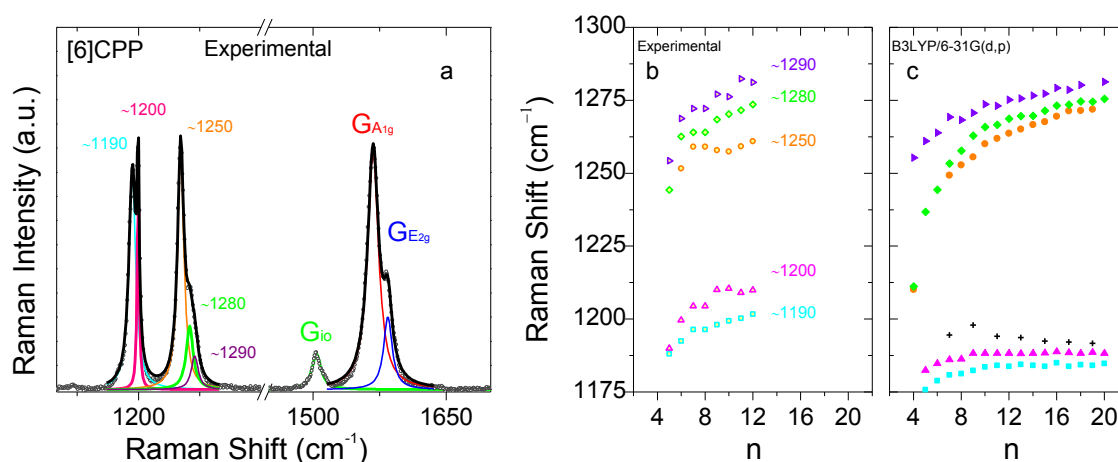 [6]CPP
Experimental
a
~1190
~1200
~1250
~1280
~1290
G_A1g
G_E2g
G_io
Raman Intensity (a.u.)
1200
1500
1650
Raman Shift (cm-1)
Experimental
b
~1290
~1280
~1250
~1200
~1190
Raman Shift (cm-1)
1300
1275
1250
1225
1200
1175
4 8 12 16 20
n
B3LYP/6-31G(d,p)
c
4 8 12 16 20
n